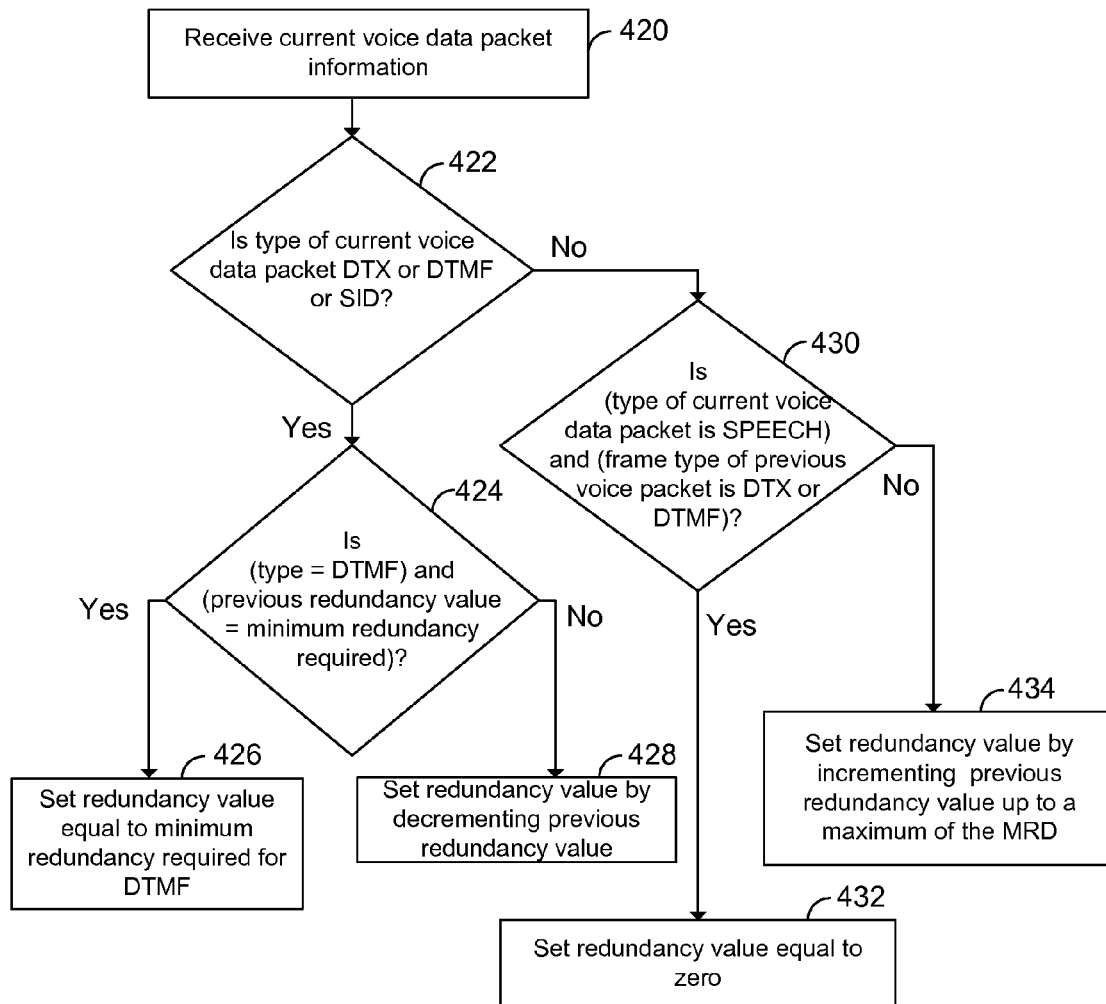 Receive current voice data packet
information
420
422
Is type of current voice
data packet DTX or DTMF
or SID?
No
Yes
430
Is
(type of current voice
data packet is SPEECH)
and (frame type of previous
voice packet is DTX or
DTMF)?
No
Yes
424
Is
(type = DTMF) and
(previous redundancy value
= minimum redundancy
required)?
Yes
No
426
Set redundancy value
equal to minimum
redundancy required for
DTMF
428
Set redundancy value by
decrementing previous
redundancy value
434
Set redundancy value by
incrementing previous
redundancy value up to a
maximum of the MRD
432
Set redundancy value equal to
zero